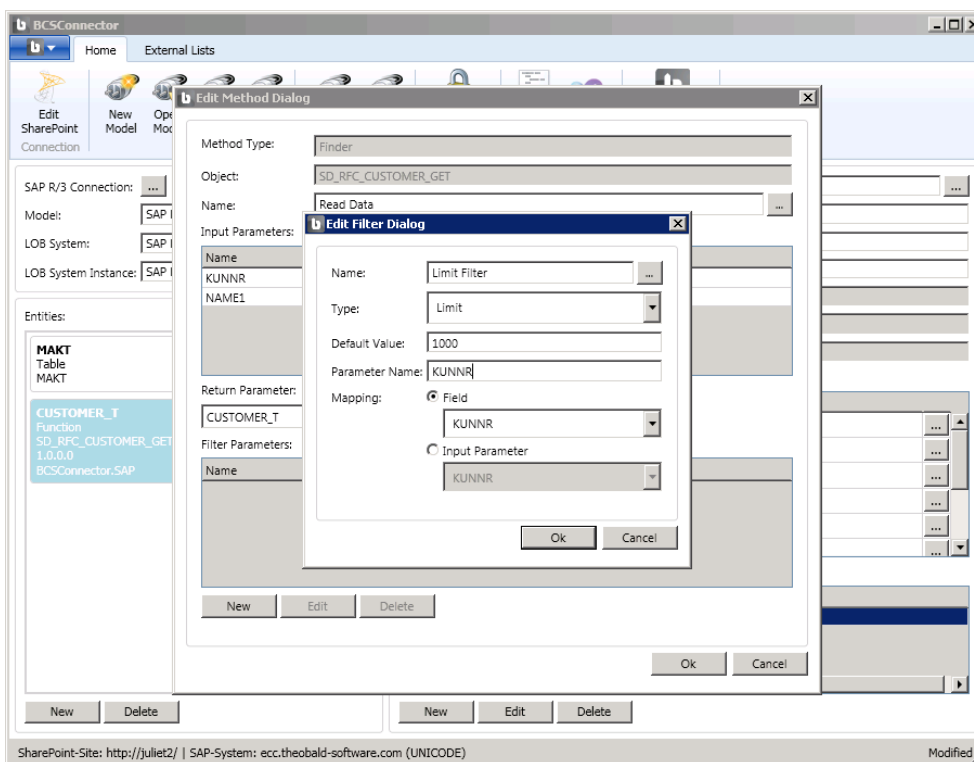 BCSConnector
Home External Lists
Edit SharePoint
New Model
Connection
SAP R/3 Connection: ...
Model:
LOB System:
LOB System Instance:
Entities:
MAKT
Table
MAKT
CUSTOMER_T
Function
SD_RFC_CUSTOMER_GET
1.0.0.0
BCSConnector.SAP
New Delete
Edit Method Dialog
Method Type: Finder
Object: SD_RFC_CUSTOMER_GET
Name: Read Data ...
Input Parameters:
Name
KUNNR
NAME1
Return Parameter:
CUSTOMER_T
Filter Parameters:
Name
New Edit Delete
Ok Cancel
Edit Filter Dialog
Name: Limit Filter ...
Type: Limit
Default Value: 1000
Parameter Name: KUNNR
Mapping: Field
KUNNR
Input Parameter
KUNNR
Ok Cancel
...
...
...
...
...
...
...
New Edit Delete
SharePoint-Site: http://juliet2/ | SAP-System: ecc.theobald-software.com (UNICODE) Modified